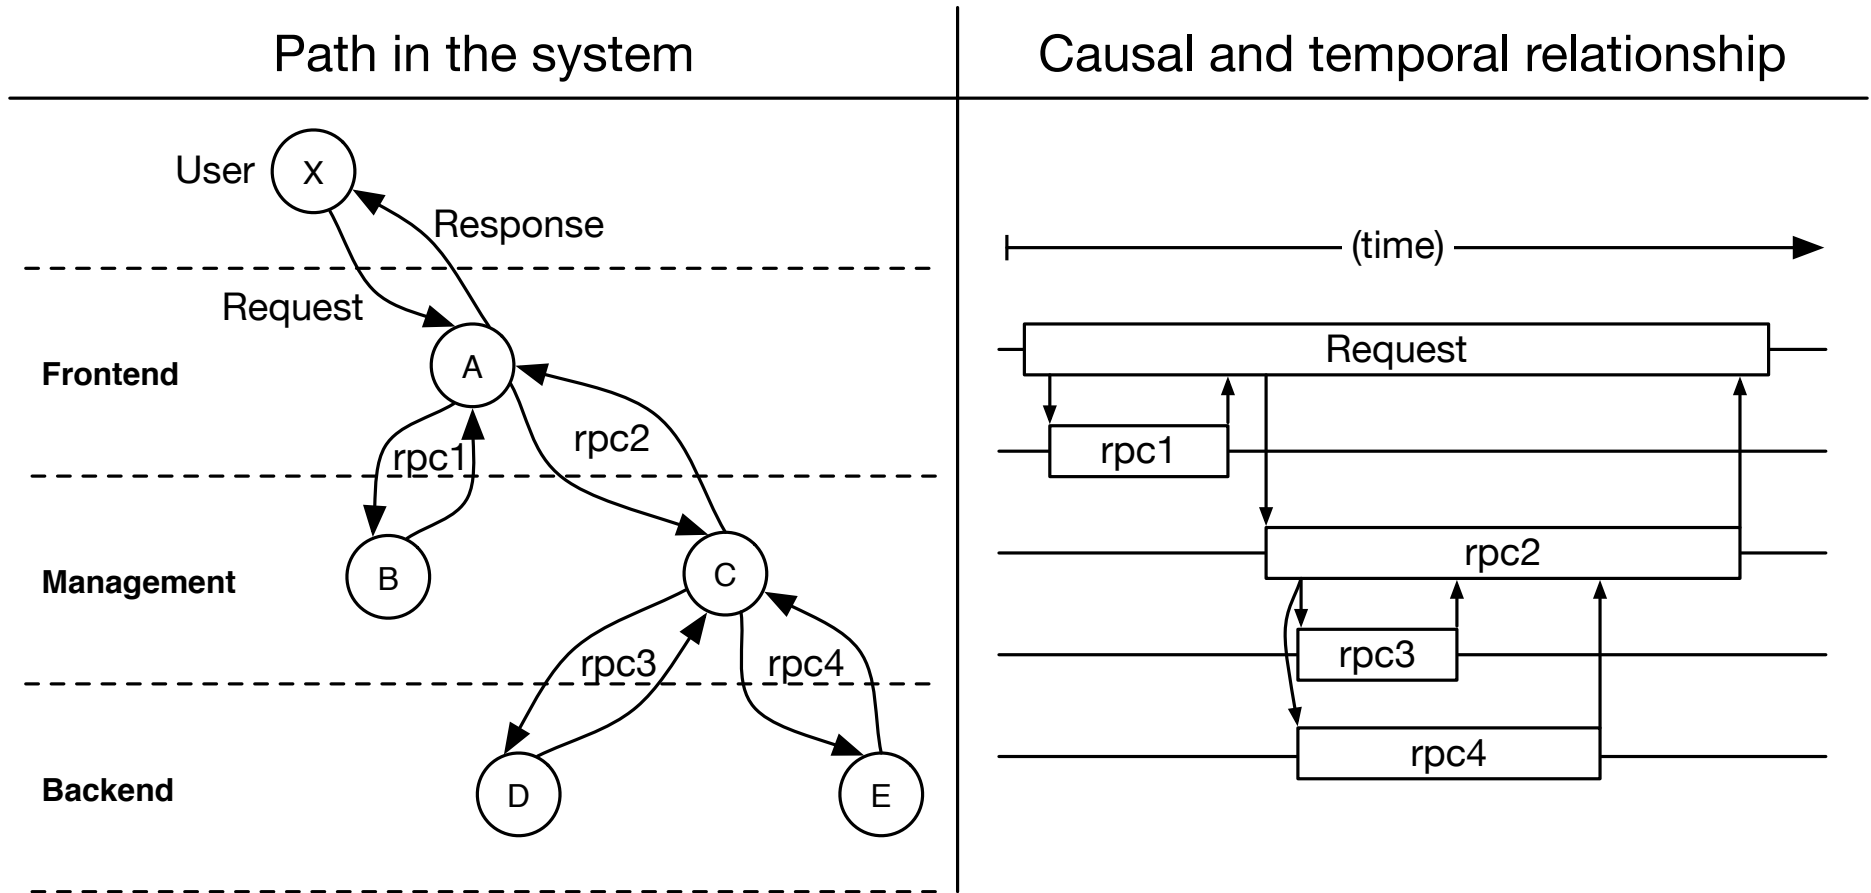 Path in the system
Causal and temporal relationship
User
X
Response
Request
Frontend
A
rpc1
rpc2
Management
B
C
rpc3
rpc4
Backend
D
E
(time)
Request
rpc1
rpc2
rpc3
rpc4